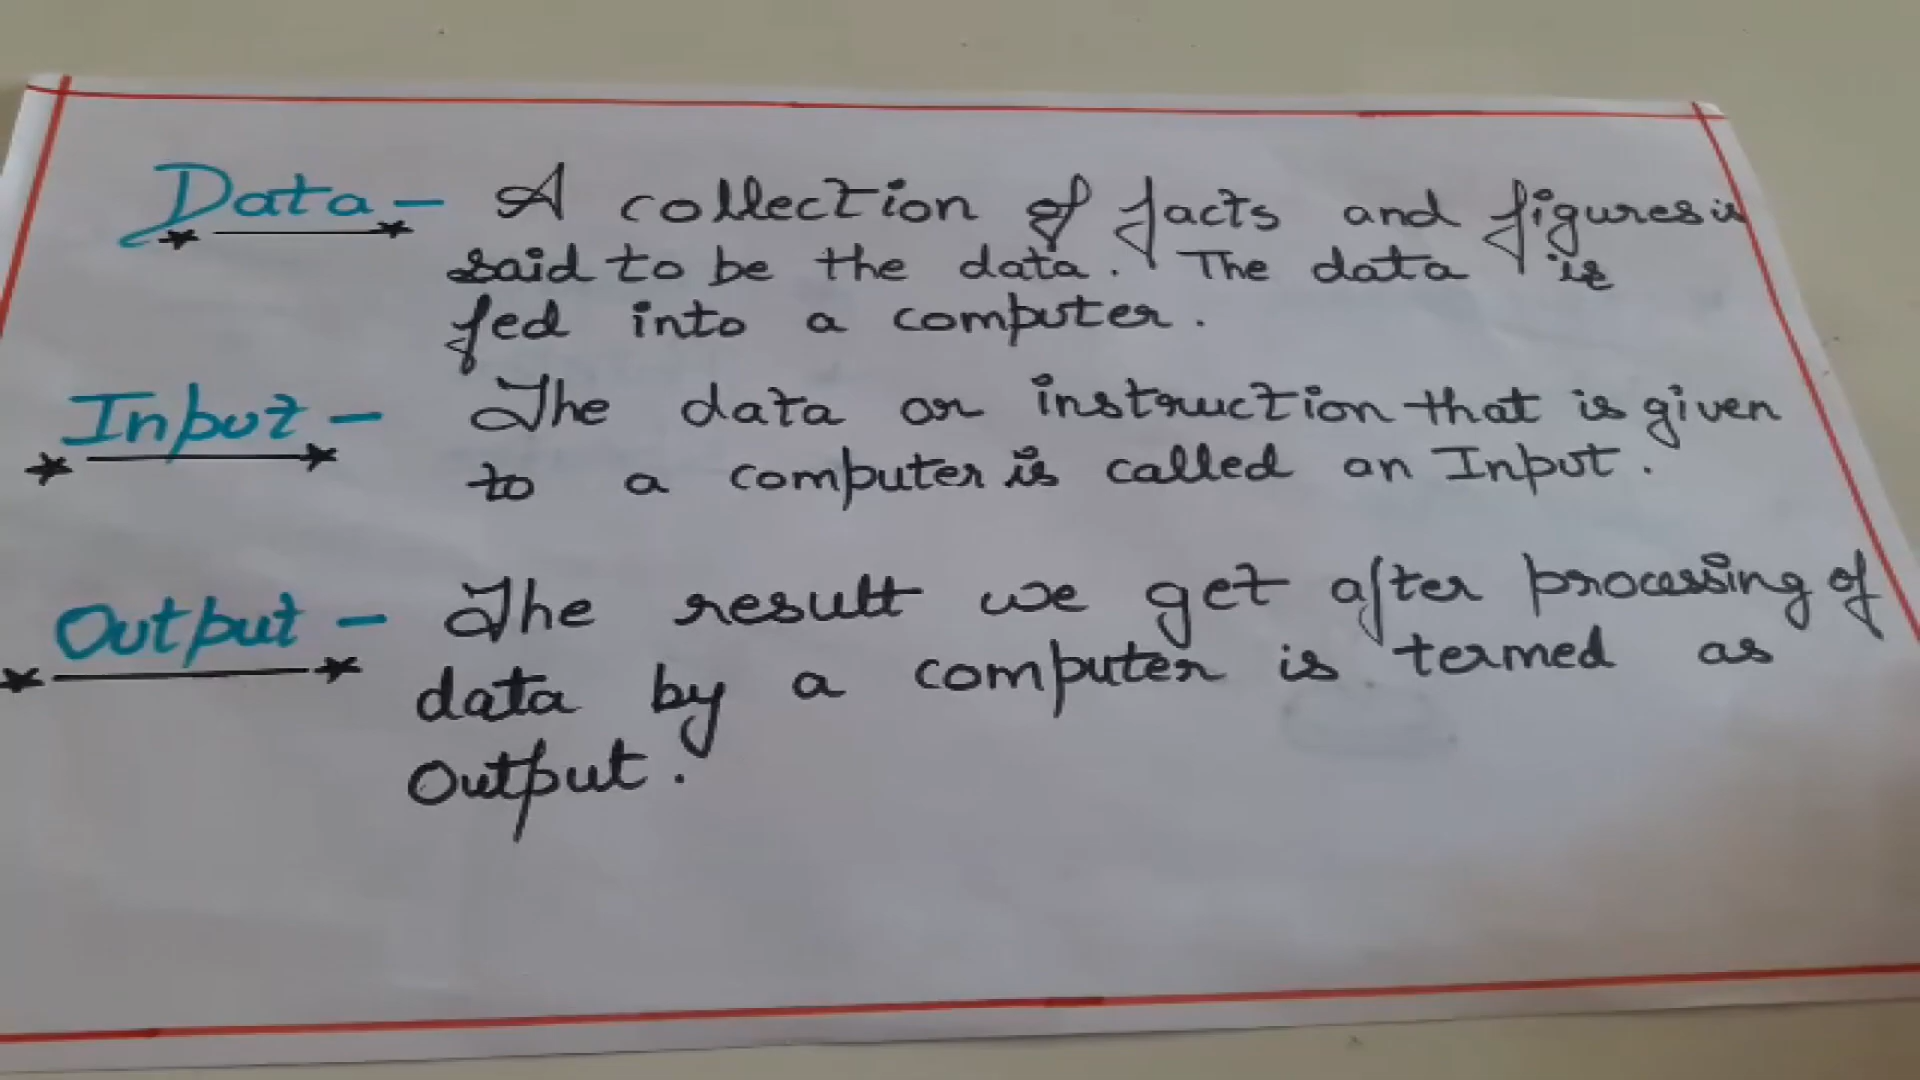 Data - A collection of facts and figures is
said to be the data. The data is
fed into a computer.
Input - The data or instruction that is given
to a computer is called an Input.
Output - The result we get after processing of
data by a computer is termed as
Output.